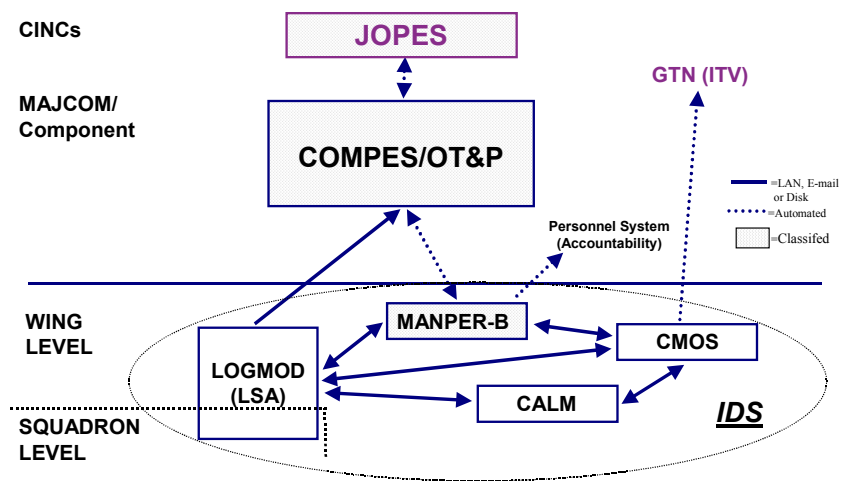 CINCs
JOPES
GTN (ITV)
MAJCOM/
Component
COMPES/OT&P
=LAN, E-mail
or Disk
=Automated
=Classifed
Personnel System
(Accountability)
WING
LEVEL
MANPER-B
CMOS
LOGMOD
(LSA)
CALM
IDS
SQUADRON
LEVEL